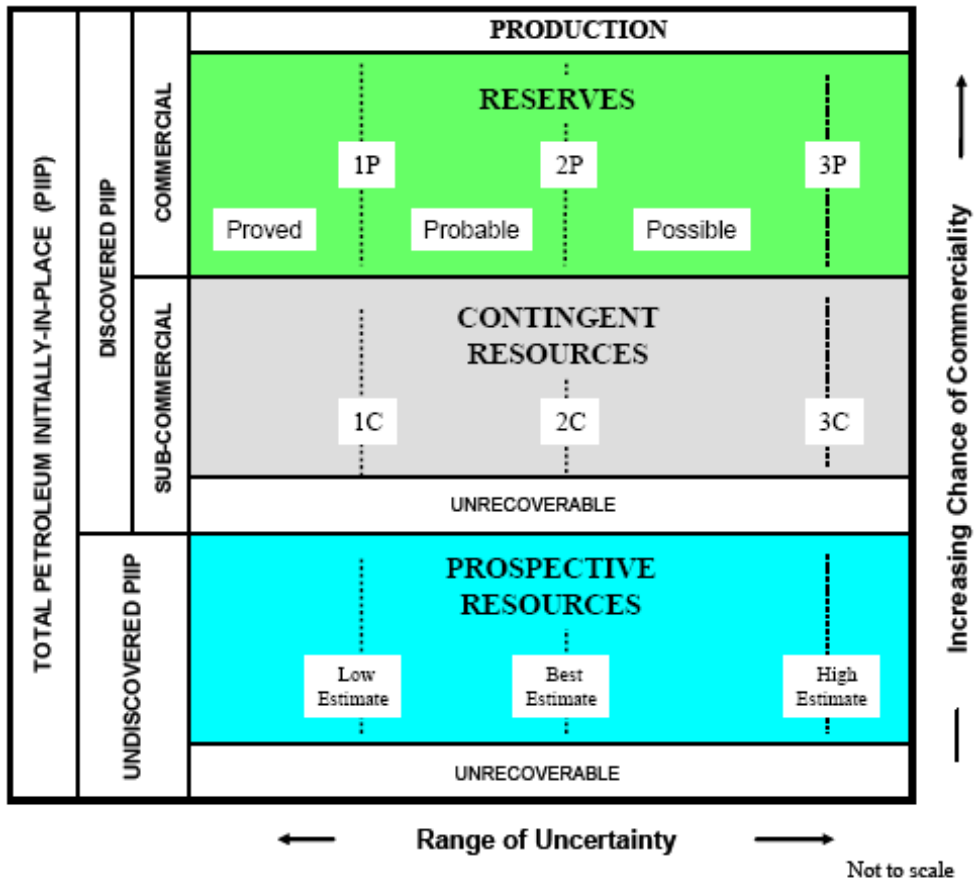 TOTAL PETROLEUM INITIALLY-IN-PLACE (PIIP)
DISCOVERED PIIP
UNDISCOVERED PIIP
COMMERCIAL
SUB-COMMERCIAL
PRODUCTION
RESERVES
1P
2P
3P
Proved
Probable
Possible
CONTINGENT
RESOURCES
1C
2C
3C
UNRECOVERABLE
PROSPECTIVE
RESOURCES
Low
Estimate
Best
Estimate
High
Estimate
UNRECOVERABLE
Increasing Chance of Commerciality
Range of Uncertainty
Not to scale